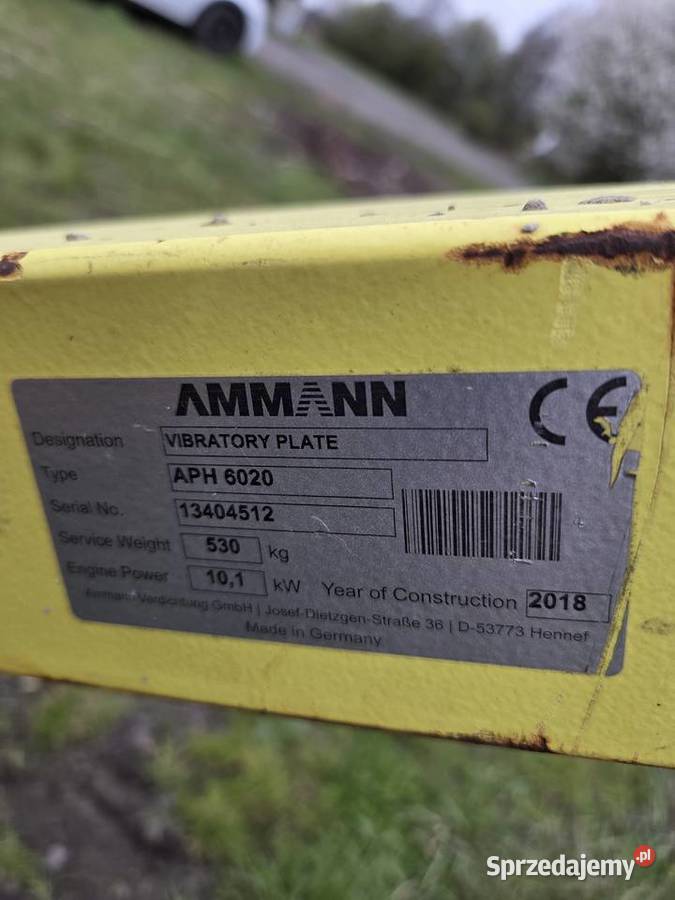 AMMANN
CE
Designation VIBRATORY PLATE
Type APH 6020
Serial No. 13404512
Service Weight 530 kg
Engine Power 10,1 kW Year of Construction 2018
Ammann-Verdichtung GmbH | Josef-Dietzgen-Straße 36 | D-53773 Hennef
Made in Germany
Sprzedajemy.pl